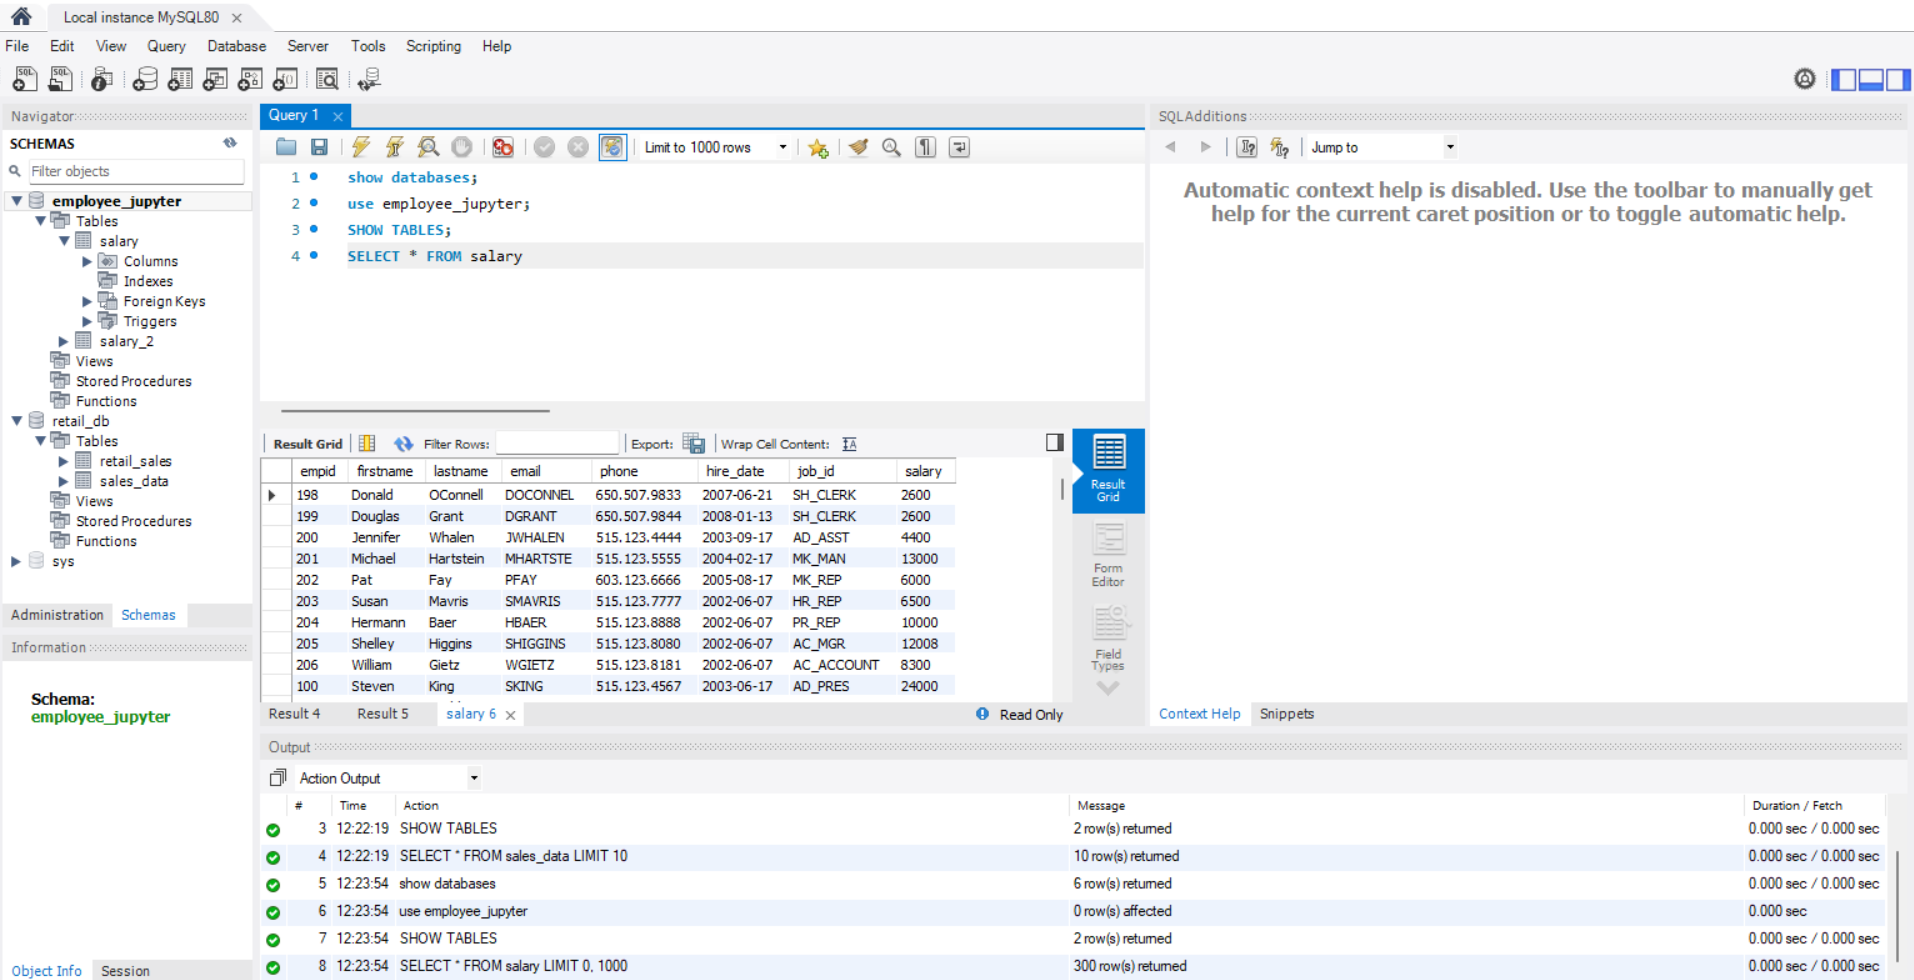 Local instance MySQL80
File Edit View Query Database Server Tools Scripting Help
Navigator
SCHEMAS
Filter objects
employee_jupyter
Tables
salary
Columns
Indexes
Foreign Keys
Triggers
salary_2
Views
Stored Procedures
Functions
retail_db
Tables
retail_sales
sales_data
Views
Stored Procedures
Functions
sys
Administration Schemas
Information
Schema:
employee_jupyter
Object Info Session
Query 1
Limit to 1000 rows
1 show databases;
2 use employee_jupyter;
3 SHOW TABLES;
4 SELECT * FROM salary
Result Grid Filter Rows: Export: Wrap Cell Content:
empid firstname lastname email phone hire_date job_id salary
198 Donald OConnell DOCONNEL 650.507.9833 2007-06-21 SH_CLERK 2600
199 Douglas Grant DGRANT 650.507.9844 2008-01-13 SH_CLERK 2600
200 Jennifer Whalen JWHALEN 515.123.4444 2003-09-17 AD_ASST 4400
201 Michael Hartstein MHARTSTE 515.123.5555 2004-02-17 MK_MAN 13000
202 Pat Fay PFAY 603.123.6666 2005-08-17 MK_REP 6000
203 Susan Mavris SMAVRIS 515.123.7777 2002-06-07 HR_REP 6500
204 Hermann Baer HBAER 515.123.8888 2002-06-07 PR_REP 10000
205 Shelley Higgins SHIGGINS 515.123.8080 2002-06-07 AC_MGR 12008
206 William Gietz WGIETZ 515.123.8181 2002-06-07 AC_ACCOUNT 8300
100 Steven King SKING 515.123.4567 2003-06-17 AD_PRES 24000
Result
Grid
Form
Editor
Field
Types
Result 4 Result 5 salary 6 Read Only
SQLAdditions
Jump to
Automatic context help is disabled. Use the toolbar to manually get
help for the current caret position or to toggle automatic help.
Context Help Snippets
Output
Action Output
# Time Action Message Duration / Fetch
3 12:22:19 SHOW TABLES 2 row(s) returned 0.000 sec / 0.000 sec
4 12:22:19 SELECT * FROM sales_data LIMIT 10 10 row(s) returned 0.000 sec / 0.000 sec
5 12:23:54 show databases 6 row(s) returned 0.000 sec / 0.000 sec
6 12:23:54 use employee_jupyter 0 row(s) affected 0.000 sec
7 12:23:54 SHOW TABLES 2 row(s) returned 0.000 sec / 0.000 sec
8 12:23:54 SELECT * FROM salary LIMIT 0, 1000 300 row(s) returned 0.000 sec / 0.000 sec